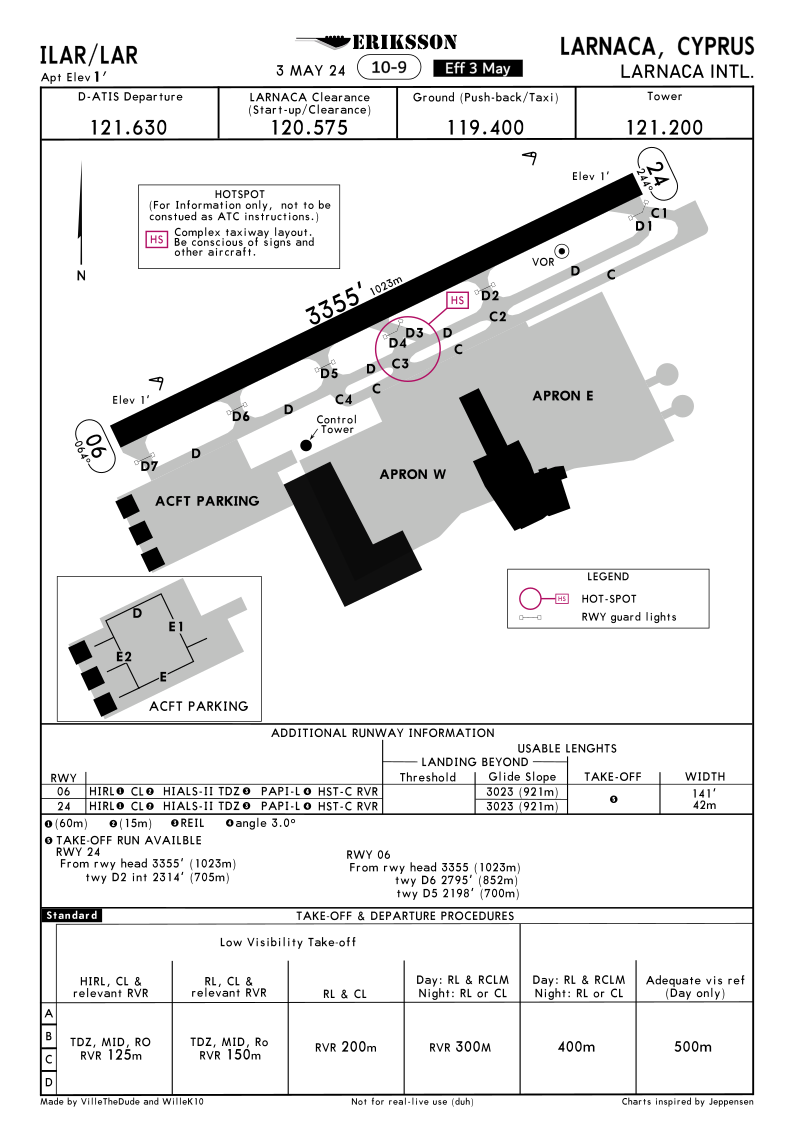 ILAR/LAR
Apt Elev 1'
ERIKSSON
3 MAY 24 10-9 Eff 3 May
LARNACA, CYPRUS
LARNACA INTL.
D-ATIS Departure
121.630
LARNACA Clearance
(Start-up/Clearance)
120.575
Ground (Push-back/Taxi)
119.400
Tower
121.200
N
HOTSPOT
(For Information only, not to be
constued as ATC instructions.)
HS
Complex taxiway layout.
Be conscious of signs and
other aircraft.
Elev 1'
24
244°
C1
D1
VOR
D
C
3355' 1023m
HS
D2
C2
D3
D
D4
C
C3
D5
D
C
C4
D6
D
Elev 1'
06
064°
D7
D
Control
Tower
APRON E
APRON W
ACFT PARKING
LEGEND
HS
HOT-SPOT
RWY guard lights
D
E1
E2
E
ACFT PARKING
ADDITIONAL RUNWAY INFORMATION
USABLE LENGHTS
LANDING BEYOND
RWY
Threshold
Glide Slope
TAKE-OFF
WIDTH
06 HIRL❶ CL❷ HIALS-II TDZ❸ PAPI-L❹ HST-C RVR 3023 (921m)
24 HIRL❶ CL❷ HIALS-II TDZ❸ PAPI-L❹ HST-C RVR 3023 (921m)
❺
141'
42m
❶(60m) ❷(15m) ❸REIL ❹angle 3.0°
❺ TAKE-OFF RUN AVAILBLE
RWY 24
From rwy head 3355' (1023m)
twy D2 int 2314' (705m)
RWY 06
From rwy head 3355 (1023m)
twy D6 2795' (852m)
twy D5 2198' (700m)
Standard
TAKE-OFF & DEPARTURE PROCEDURES
Low Visibility Take-off
HIRL, CL &
relevant RVR
RL, CL &
relevant RVR
RL & CL
Day: RL & RCLM
Night: RL or CL
Day: RL & RCLM
Night: RL or CL
Adequate vis ref
(Day only)
A
B
C
D
TDZ, MID, RO
RVR 125m
TDZ, MID, Ro
RVR 150m
RVR 200m
RVR 300M
400m
500m
Made by VilleTheDude and WilleK10
Not for real-live use (duh)
Charts inspired by Jeppensen